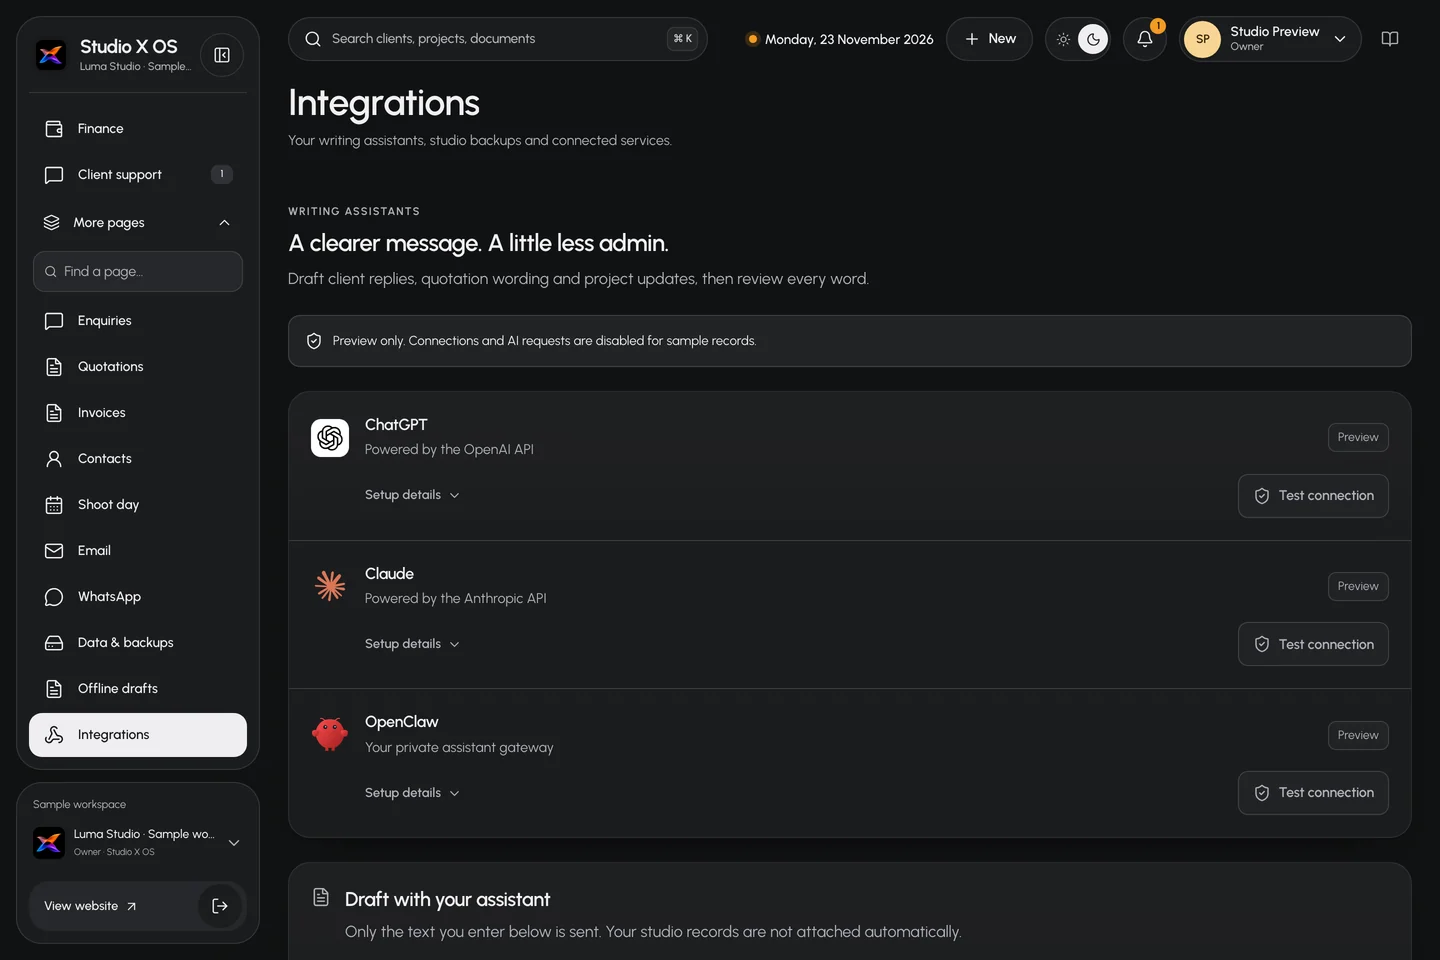 Studio X OS
Luma Studio · Sample...
Finance
Client support
1
More pages
Find a page...
Enquiries
Quotations
Invoices
Contacts
Shoot day
Email
WhatsApp
Data & backups
Offline drafts
Integrations
Sample workspace
Luma Studio · Sample wo...
Owner · Studio X OS
View website
Search clients, projects, documents
⌘ K
Monday, 23 November 2026
New
1
SP
Studio Preview
Owner
Integrations
Your writing assistants, studio backups and connected services.
WRITING ASSISTANTS
A clearer message. A little less admin.
Draft client replies, quotation wording and project updates, then review every word.
Preview only. Connections and AI requests are disabled for sample records.
ChatGPT
Powered by the OpenAI API
Preview
Setup details
Test connection
Claude
Powered by the Anthropic API
Preview
Setup details
Test connection
OpenClaw
Your private assistant gateway
Preview
Setup details
Test connection
Draft with your assistant
Only the text you enter below is sent. Your studio records are not attached automatically.